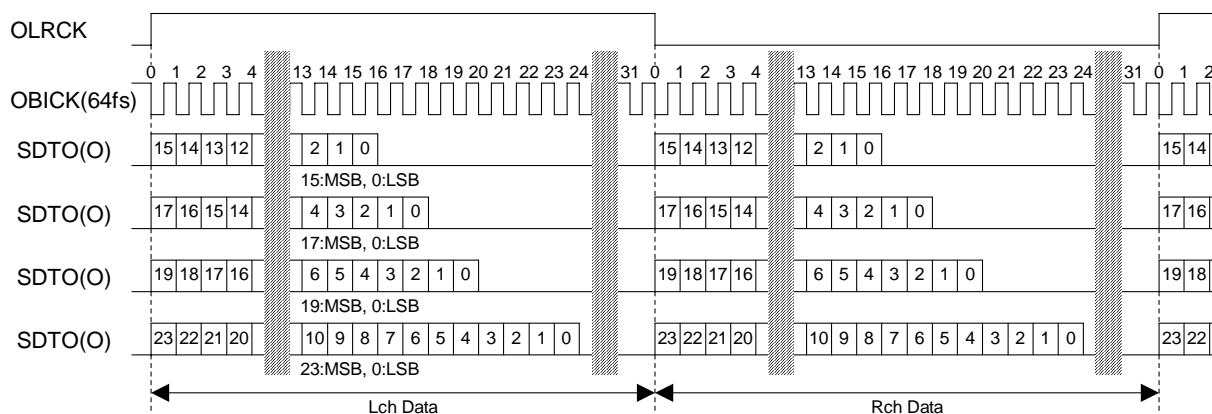 OLRCK
0 1 2 3 4 13 14 15 16 17 18 19 20 21 22 23 24 31 0 1 2 3 4 13 14 15 16 17 18 19 20 21 22 23 24 31 0 1 2
OBICK(64fs)
SDTO(O) 15 14 13 12 2 1 0 15 14 13 12 2 1 0 15 14
15:MSB, 0:LSB
SDTO(O) 17 16 15 14 4 3 2 1 0 17 16 15 14 4 3 2 1 0 17 16
17:MSB, 0:LSB
SDTO(O) 19 18 17 16 6 5 4 3 2 1 0 19 18 17 16 6 5 4 3 2 1 0 19 18
19:MSB, 0:LSB
SDTO(O) 23 22 21 20 10 9 8 7 6 5 4 3 2 1 0 23 22 21 20 10 9 8 7 6 5 4 3 2 1 0 23 22
23:MSB, 0:LSB
Lch Data Rch Data